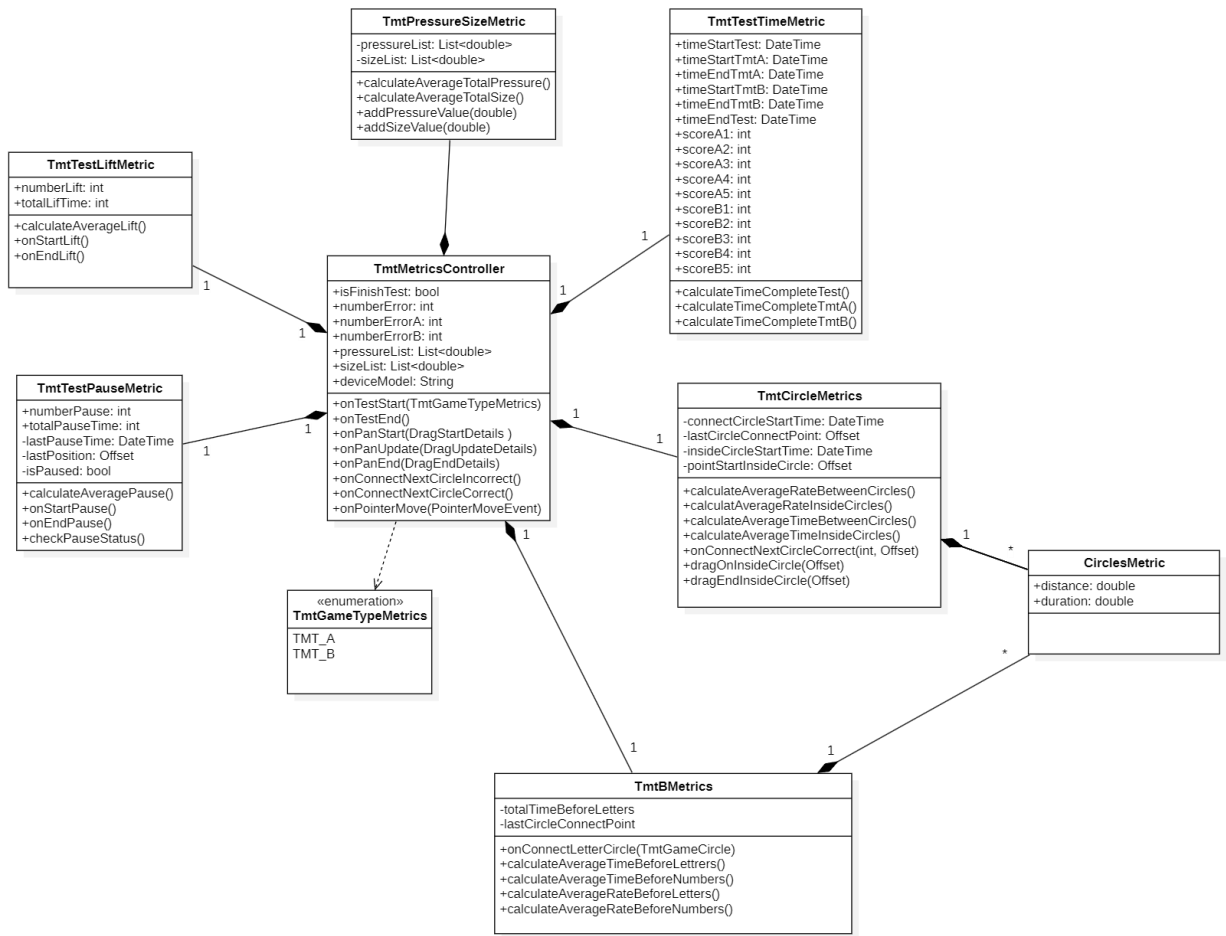 TmtPressureSizeMetric
-pressureList: List<double>
-sizeList: List<double>
+calculateAverageTotalPressure()
+calculateAverageTotalSize()
+addPressureValue(double)
+addSizeValue(double)
TmtTestTimeMetric
+timeStartTest: DateTime
+timeStartTmtA: DateTime
+timeEndTmtA: DateTime
+timeStartTmtB: DateTime
+timeEndTmtB: DateTime
+timeEndTest: DateTime
+scoreA1: int
+scoreA2: int
+scoreA3: int
+scoreA4: int
+scoreA5: int
+scoreB1: int
+scoreB2: int
+scoreB3: int
+scoreB4: int
+scoreB5: int
+calculateTimeCompleteTest()
+calculateTimeCompleteTmtA()
+calculateTimeCompleteTmtB()
TmtTestLiftMetric
+numberLift: int
+totalLifTime: int
+calculateAverageLift()
+onStartLift()
+onEndLift()
1
1
1
1
TmtMetricsController
+isFinishTest: bool
+numberError: int
+numberErrorA: int
+numberErrorB: int
+pressureList: List<double>
+sizeList: List<double>
+deviceModel: String
+onTestStart(TmtGameTypeMetrics)
+onTestEnd()
+onPanStart(DragStartDetails )
+onPanUpdate(DragUpdateDetails)
+onPanEnd(DragEndDetails)
+onConnectNextCircleIncorrect()
+onConnectNextCircleCorrect()
+onPointerMove(PointerMoveEvent)
TmtTestPauseMetric
+numberPause: int
+totalPauseTime: int
-lastPauseTime: DateTime
-lastPosition: Offset
-isPaused: bool
+calculateAveragePause()
+onStartPause()
+onEndPause()
+checkPauseStatus()
1
1
1
1
TmtCircleMetrics
-connectCircleStartTime: DateTime
-lastCircleConnectPoint: Offset
-insideCircleStartTime: DateTime
-pointStartInsideCircle: Offset
+calculateAverageRateBetweenCircles()
+calculatAverageRateInsideCircles()
+calculateAverageTimeBetweenCircles()
+calculateAverageTimeInsideCircles()
+onConnectNextCircleCorrect(int, Offset)
+dragOnInsideCircle(Offset)
+dragEndInsideCircle(Offset)
1
*
CirclesMetric
+distance: double
+duration: double
*
1
1
1
«enumeration»
TmtGameTypeMetrics
TMT_A
TMT_B
TmtBMetrics
-totalTimeBeforeLetters
-lastCircleConnectPoint
+onConnectLetterCircle(TmtGameCircle)
+calculateAverageTimeBeforeLettrers()
+calculateAverageTimeBeforeNumbers()
+calculateAverageRateBeforeLetters()
+calculateAverageRateBeforeNumbers()